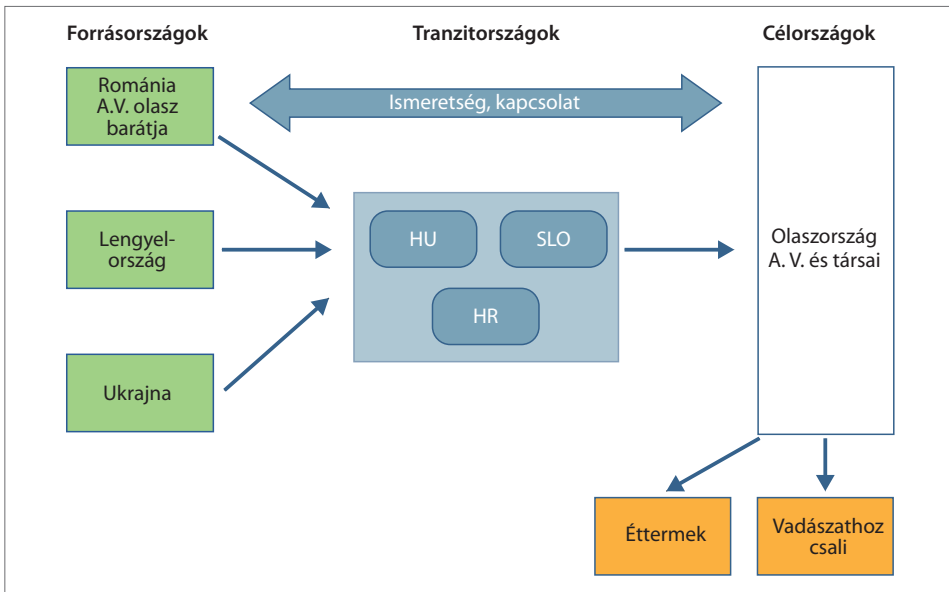 Forrásországok
Tranzitországok
Célországok
Románia
A.V. olasz
barátja
Ismeretség, kapcsolat
Lengyel-
ország
HU
SLO
HR
Olaszország
A. V. és társai
Ukrajna
Éttermek
Vadászathoz
csali